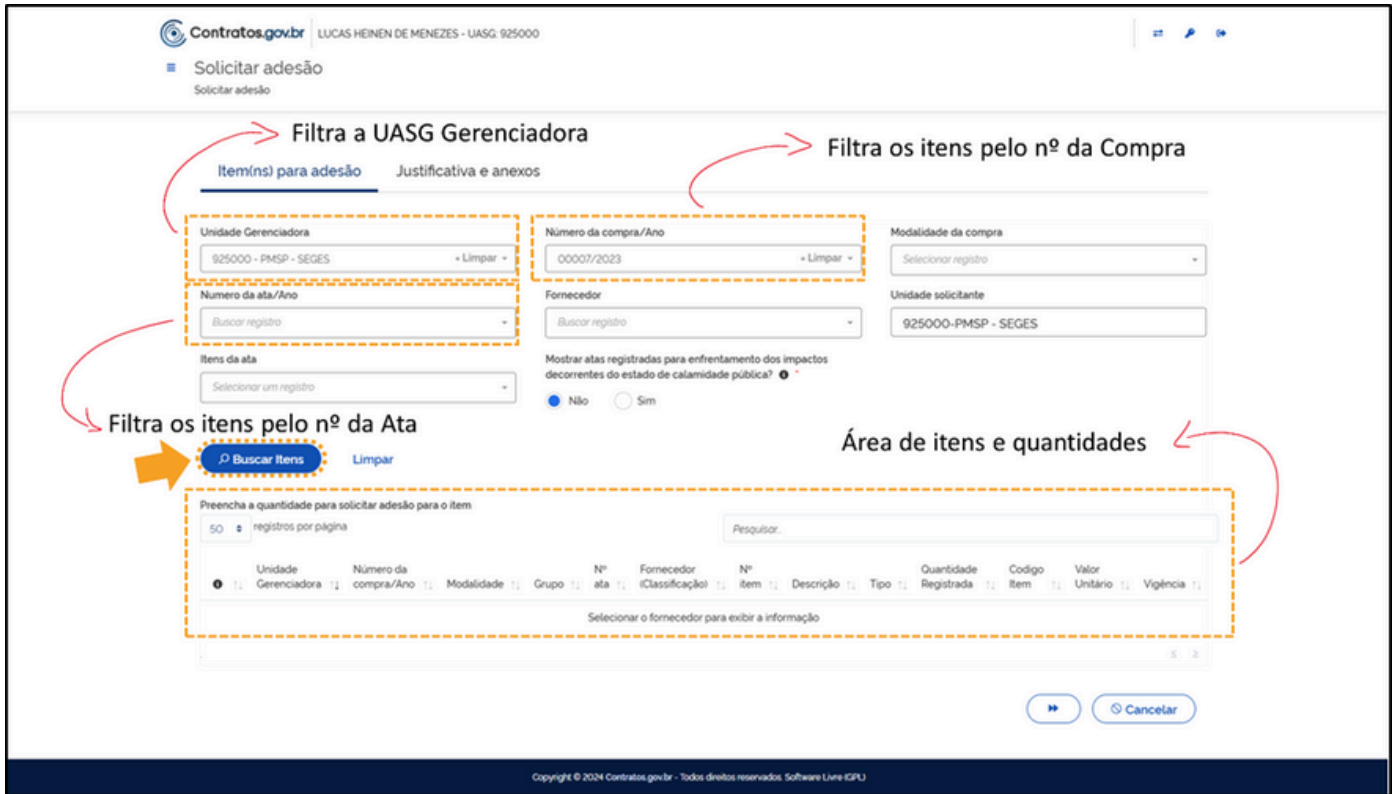 Contratos.gov.br LUCAS HEINEN DE MENEZES - UASG: 925000
Solicitar adesão
Solicitar adesão
Filtra a UASG Gerenciadora
Filtra os itens pelo nº da Compra
Item(ns) para adesão Justificativa e anexos
Unidade Gerenciadora Número da compra/Ano Modalidade da compra
925000 - PMSP - SEGES × Limpar 00007/2023 × Limpar Selecionar registro
Numero da ata/Ano Fornecedor Unidade solicitante
Buscar registro Buscar registro 925000-PMSP - SEGES
Itens da ata Mostrar atas registradas para enfrentamento dos impactos
decorrentes do estado de calamidade pública? *
Selecionar um registro
Não Sim
Filtra os itens pelo nº da Ata
Área de itens e quantidades
Buscar Itens Limpar
Preencha a quantidade para solicitar adesão para o item
50 registros por página Pesquisar..
Unidade Número da Nº Fornecedor Nº Quantidade Codigo Valor
Gerenciadora compra/Ano Modalidade Grupo ata (Classificação) item Descrição Tipo Registrada Item Unitário Vigência
Selecionar o fornecedor para exibir a informação
Cancelar
Copyright © 2024 Contratos.gov.br - Todos direitos reservados. Software Livre (GPL)